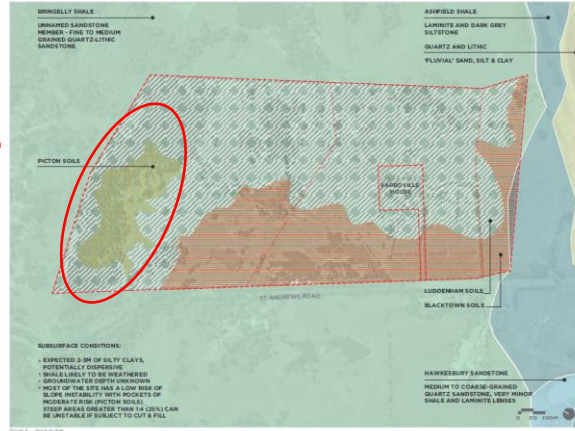 BRINGELLY SHALE
UNNAMED SANDSTONE
MEMBER - FINE TO MEDIUM
GRAINED QUARTZ-LITHIC
SANDSTONE
ASHFIELD SHALE
LAMINITE AND DARK GREY
SILTSTONE
QUARTZ AND LITHIC
'FLUVIAL' SAND, SILT & CLAY
PICTON SOILS
VARROVILLE
HOUSE
LUDDENHAM SOILS
BLACKTOWN SOILS
ST ANDREWS ROAD
SUBSURFACE CONDITIONS:
• EXPECTED 2-3M OF SILTY CLAYS,
POTENTIALLY DISPERSIVE
• SHALE LIKELY TO BE WEATHERED
• GROUNDWATER DEPTH UNKNOWN
• MOST OF THE SITE HAS A LOW RISK OF
SLOPE INSTABILITY WITH POCKETS OF
MODERATE RISK (PICTON SOILS)
STEEP AREAS GREATER THAN 1:4 (25%) CAN
BE UNSTABLE IF SUBJECT TO CUT & FILL
HAWKESBURY SANDSTONE
MEDIUM TO COARSE-GRAINED
QUARTZ SANDSTONE, VERY MINOR
SHALE AND LAMINITE LENSES
0 50 100M